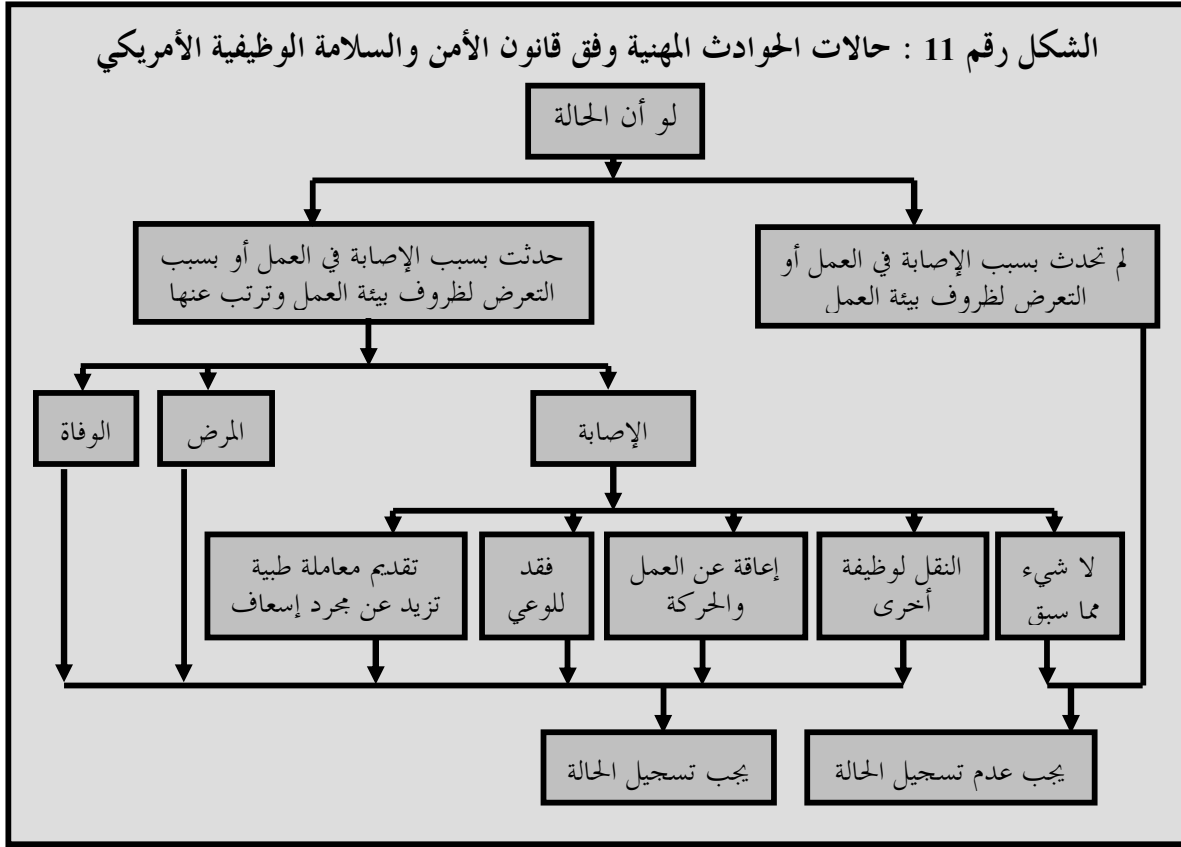 الشكل رقم 11 : حالات الحوادث المهنية وفق قانون الأمن والسلامة الوظيفية الأمريكي
لو أن الحالة
لم تحدث بسبب الإصابة في العمل أو
التعرض لظروف بيئة العمل
حدثت بسبب الإصابة في العمل أو بسبب
التعرض لظروف بيئة العمل وترتب عنها
الإصابة
المرض
الوفاة
لا شيء
مما سبق
النقل لوظيفة
أخرى
إعاقة عن العمل
والحركة
فقد
للوعي
تقديم معاملة طبية
تزيد عن مجرد إسعاف
يجب عدم تسجيل الحالة
يجب تسجيل الحالة